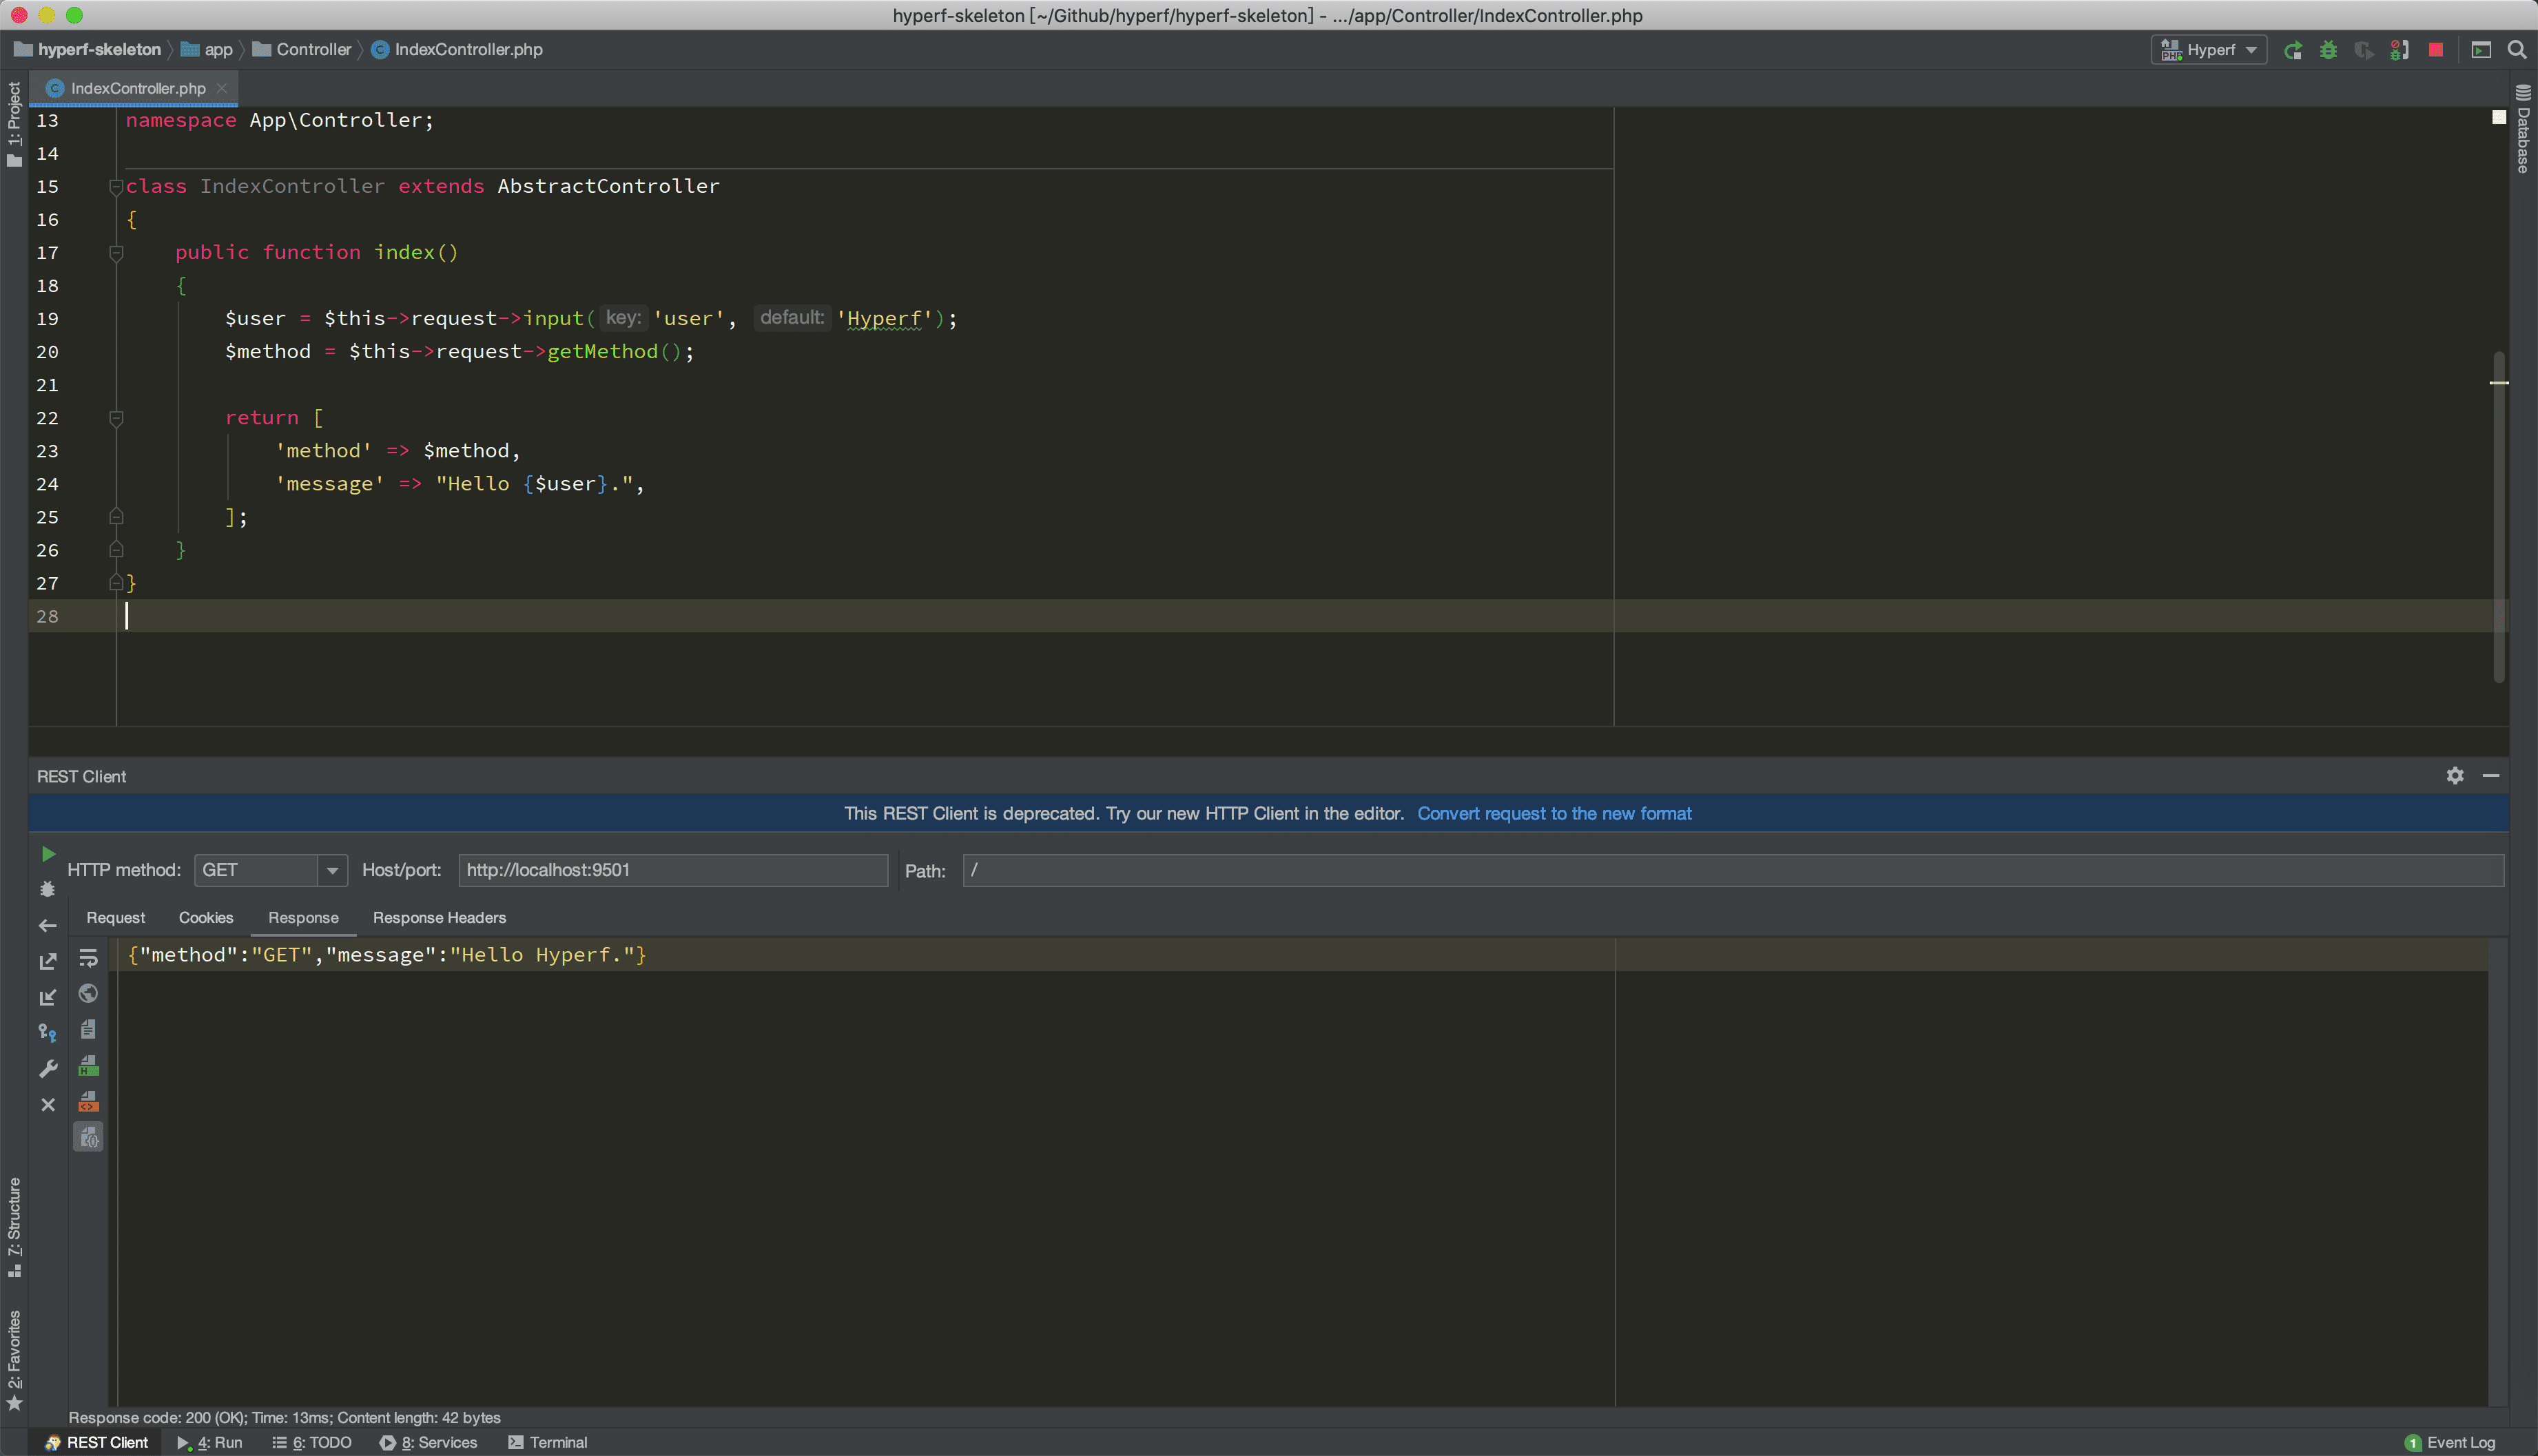 hyperf-skeleton [~/Github/hyperf/hyperf-skeleton] - .../app/Controller/IndexController.php
hyperf-skeleton app Controller IndexController.php
Hyperf
IndexController.php
1: Project
Database
13 namespace App\Controller;
14
15 class IndexController extends AbstractController
16 {
17     public function index()
18     {
19         $user = $this->request->input( key: 'user', default: 'Hyperf');
20         $method = $this->request->getMethod();
21
22         return [
23             'method' => $method,
24             'message' => "Hello {$user}.",
25         ];
26     }
27 }
28
REST Client
This REST Client is deprecated. Try our new HTTP Client in the editor. Convert request to the new format
HTTP method: GET Host/port: http://localhost:9501 Path: /
Request Cookies Response Response Headers
{"method":"GET","message":"Hello Hyperf."}
7: Structure
2: Favorites
Response code: 200 (OK); Time: 13ms; Content length: 42 bytes
REST Client 4: Run 6: TODO 8: Services Terminal 1 Event Log